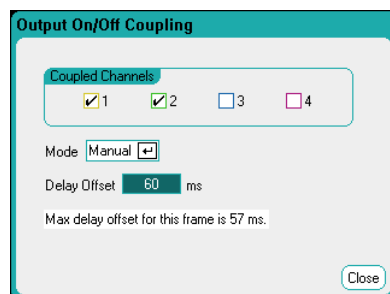 Output On/Off Coupling
Coupled Channels
1 2 3 4
Mode Manual
Delay Offset 60 ms
Max delay offset for this frame is 57 ms.
Close